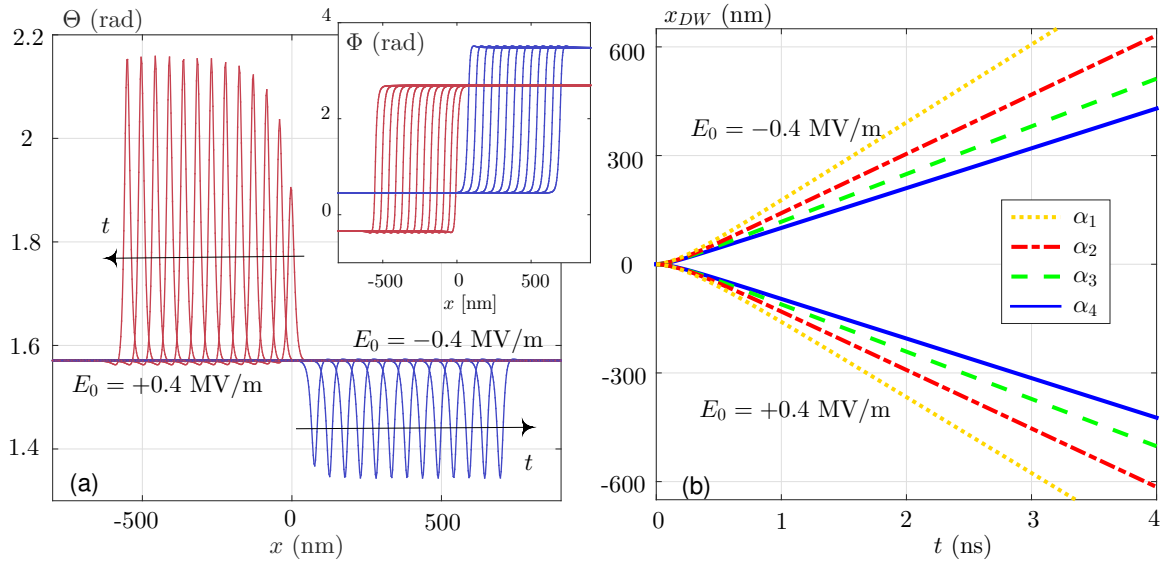 Θ (rad)
2.2
2
1.8
1.6
1.4
-500
0
500
x (nm)
t
E₀ = +0.4 MV/m
E₀ = −0.4 MV/m
t
(a)
Φ (rad)
4
2
0
-500
0
500
x [nm]
x_DW (nm)
600
300
0
-300
-600
0
1
2
3
4
t (ns)
E₀ = −0.4 MV/m
E₀ = +0.4 MV/m
α₁
α₂
α₃
α₄
(b)